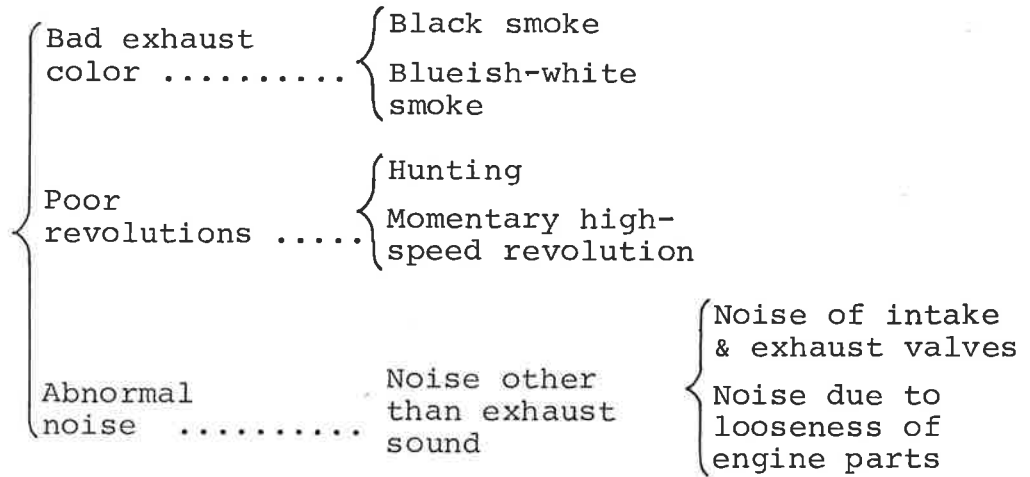 Bad exhaust
color ..........
Black smoke
Blueish-white
smoke
Poor
revolutions .....
Hunting
Momentary high-
speed revolution
Abnormal
noise ..........
Noise other
than exhaust
sound
Noise of intake
& exhaust valves
Noise due to
looseness of
engine parts